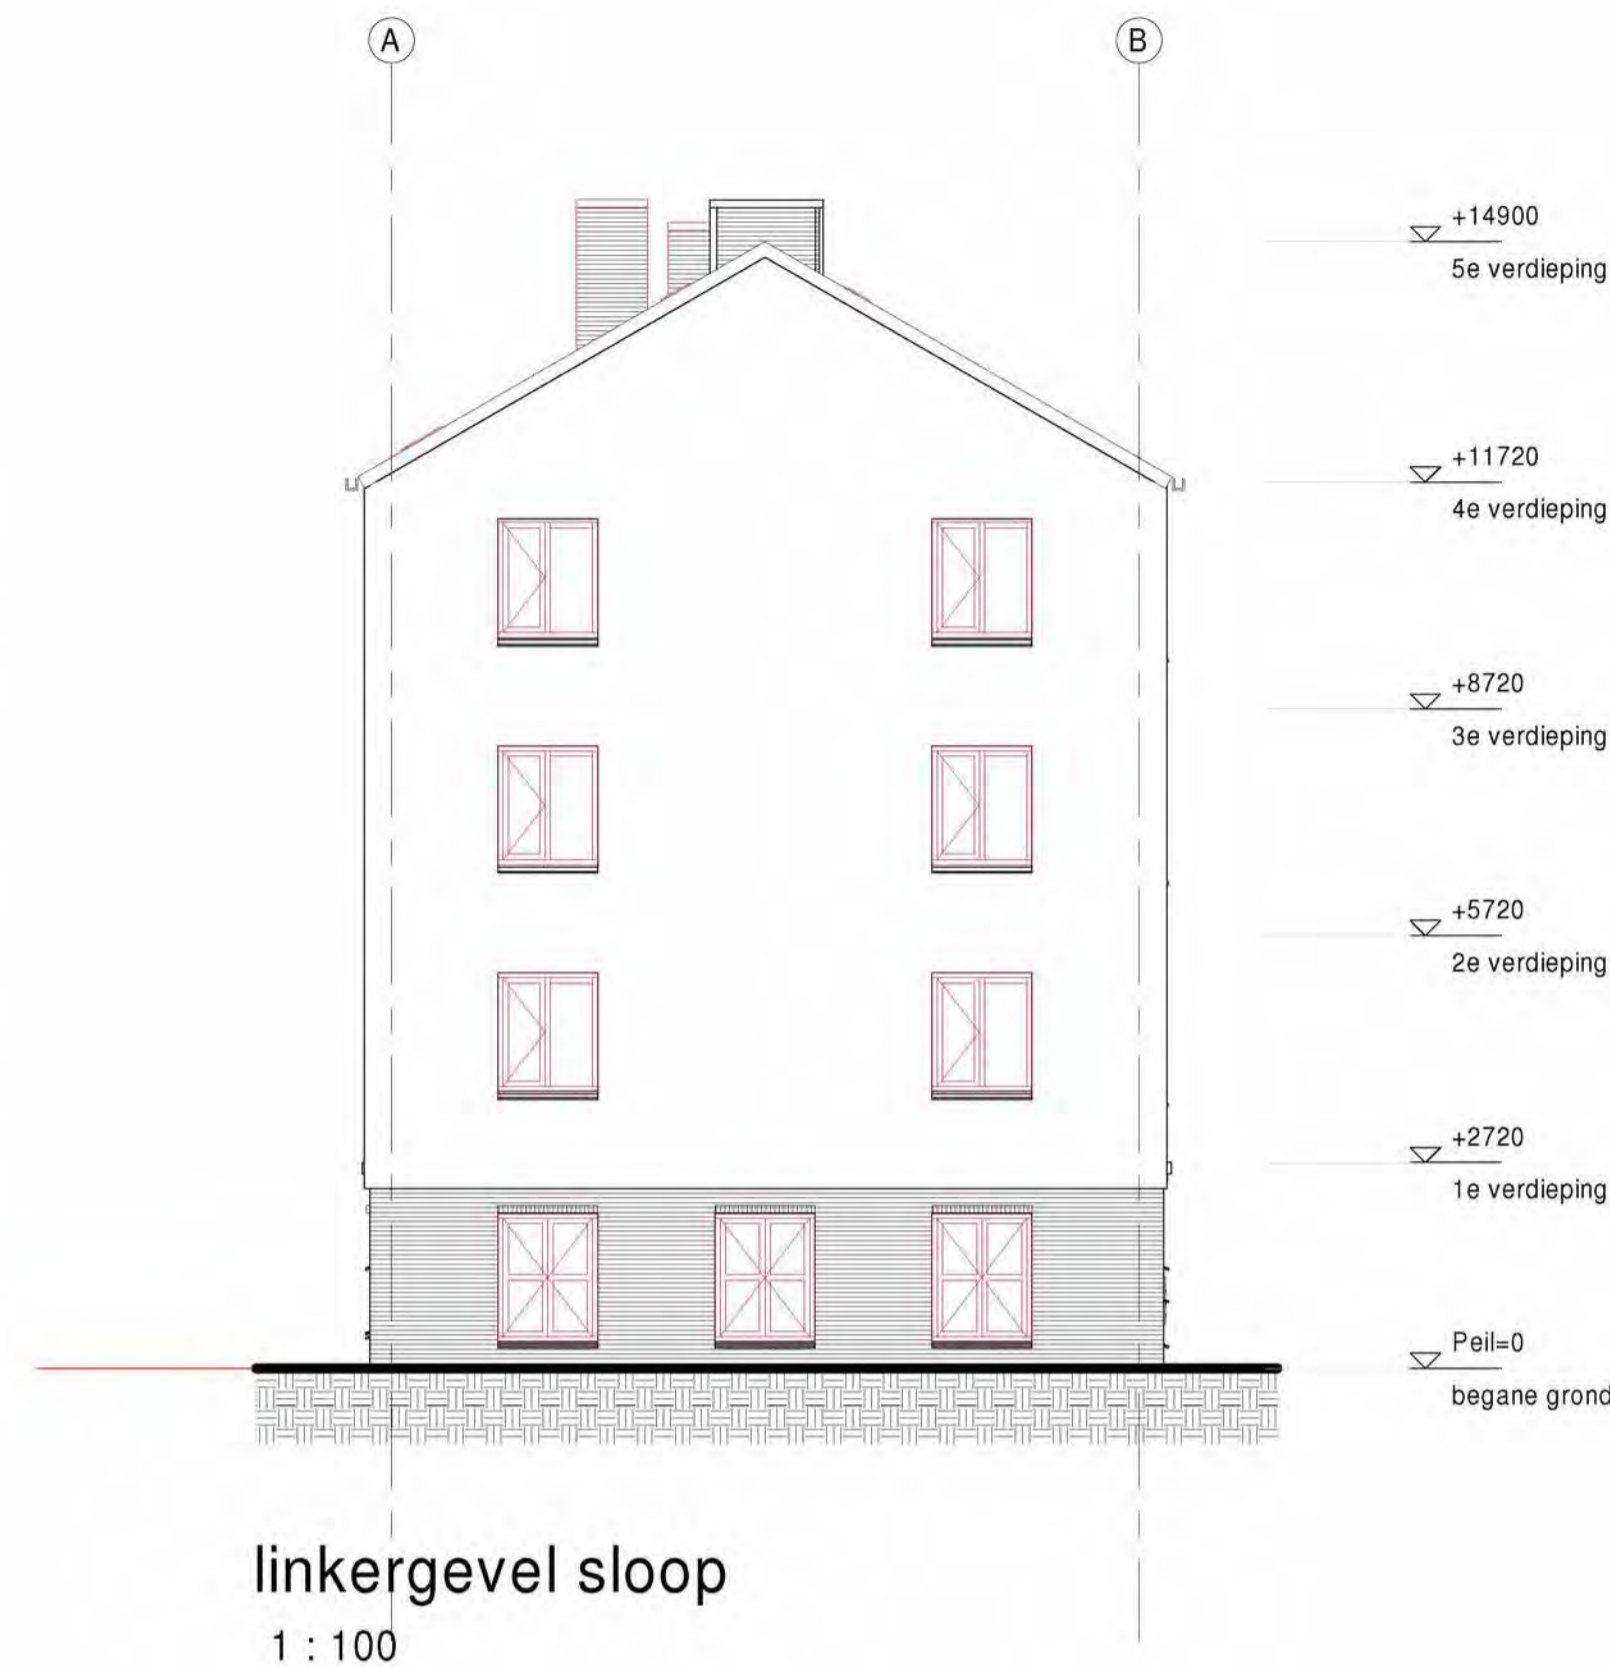 A
B
+14900
5e verdieping
+11720
4e verdieping
+8720
3e verdieping
+5720
2e verdieping
+2720
1e verdieping
Peil=0
begane grond
linkergevel sloop
1 : 100